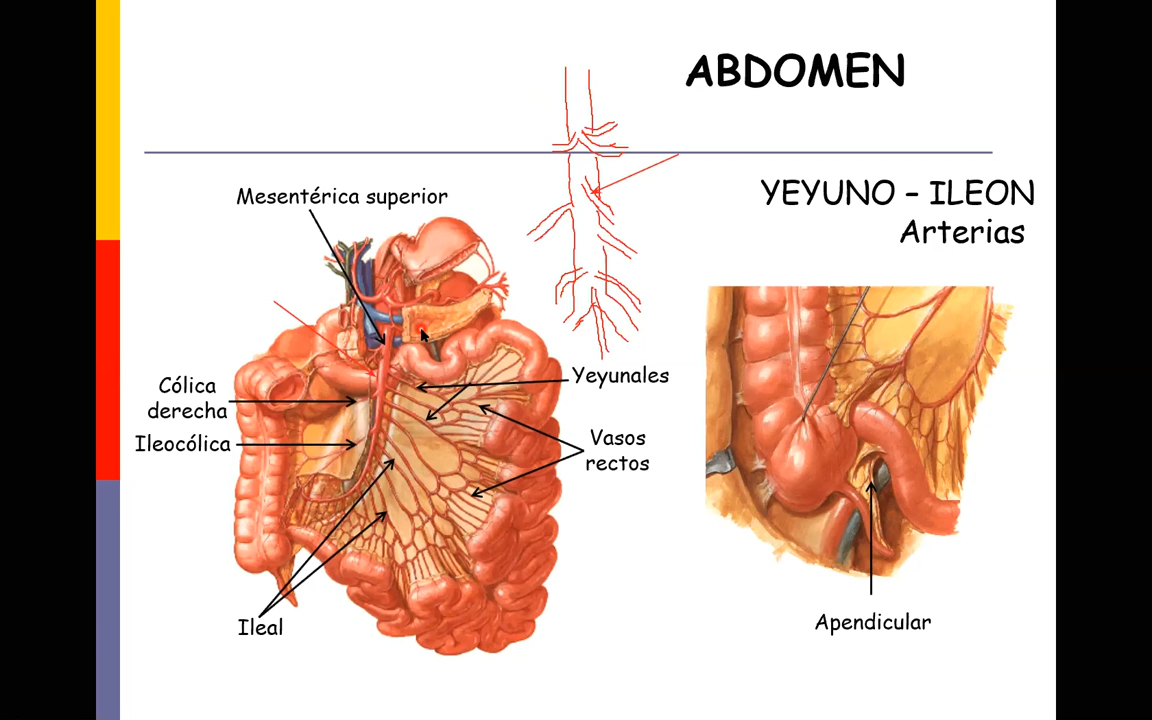 ABDOMEN
YEYUNO – ILEON
Arterias
Mesentérica superior
Yeyunales
Cólica
derecha
Ileocólica
Vasos
rectos
Ileal
Apendicular